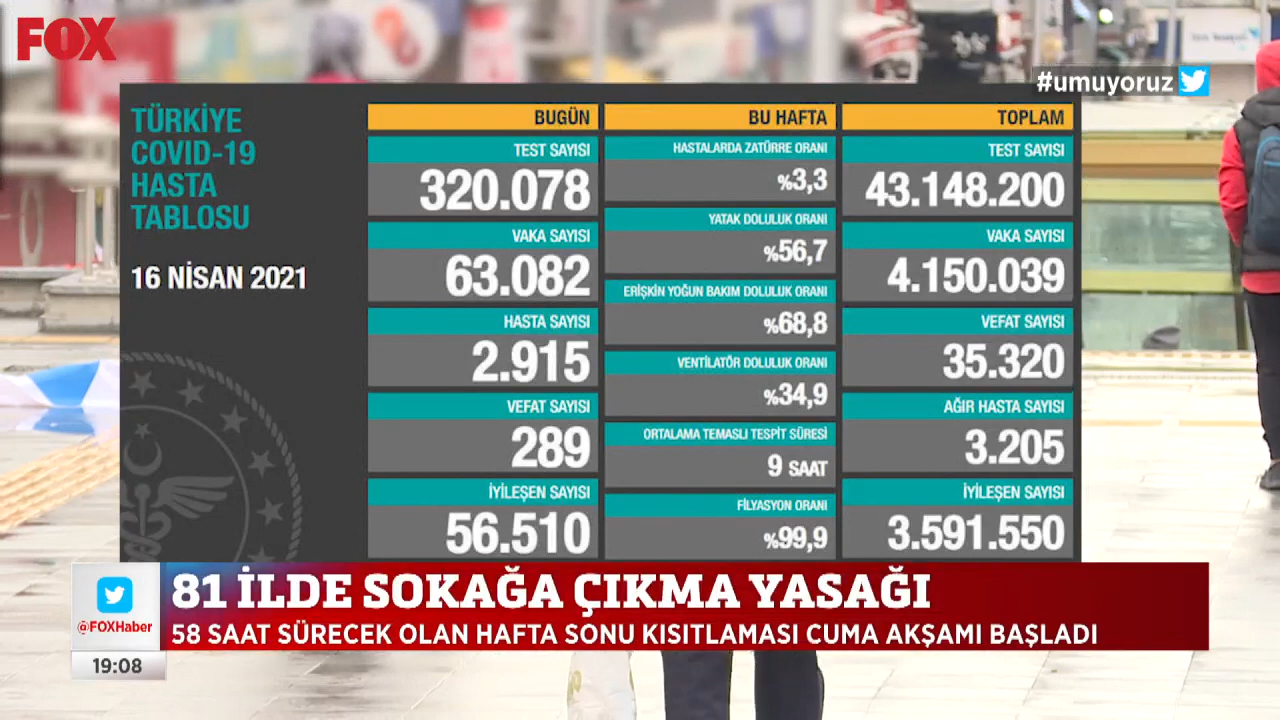 FOX
#umuyoruz
TÜRKİYE
COVID-19
HASTA
TABLOSU
16 NİSAN 2021
BUGÜN
TEST SAYISI
320.078
VAKA SAYISI
63.082
HASTA SAYISI
2.915
VEFAT SAYISI
289
İYİLEŞEN SAYISI
56.510
BU HAFTA
HASTALARDA ZATÜRRE ORANI
%3,3
YATAK DOLULUK ORANI
%56,7
ERİŞKİN YOĞUN BAKIM DOLULUK ORANI
%68,8
VENTİLATÖR DOLULUK ORANI
%34,9
ORTALAMA TEMASLI TESPİT SÜRESİ
9 SAAT
FİLYASYON ORANI
%99,9
TOPLAM
TEST SAYISI
43.148.200
VAKA SAYISI
4.150.039
VEFAT SAYISI
35.320
AĞIR HASTA SAYISI
3.205
İYİLEŞEN SAYISI
3.591.550
81 İLDE SOKAĞA ÇIKMA YASAĞI
58 SAAT SÜRECEK OLAN HAFTA SONU KISITLAMASI CUMA AKŞAMI BAŞLADI
@FOXHaber
19:08